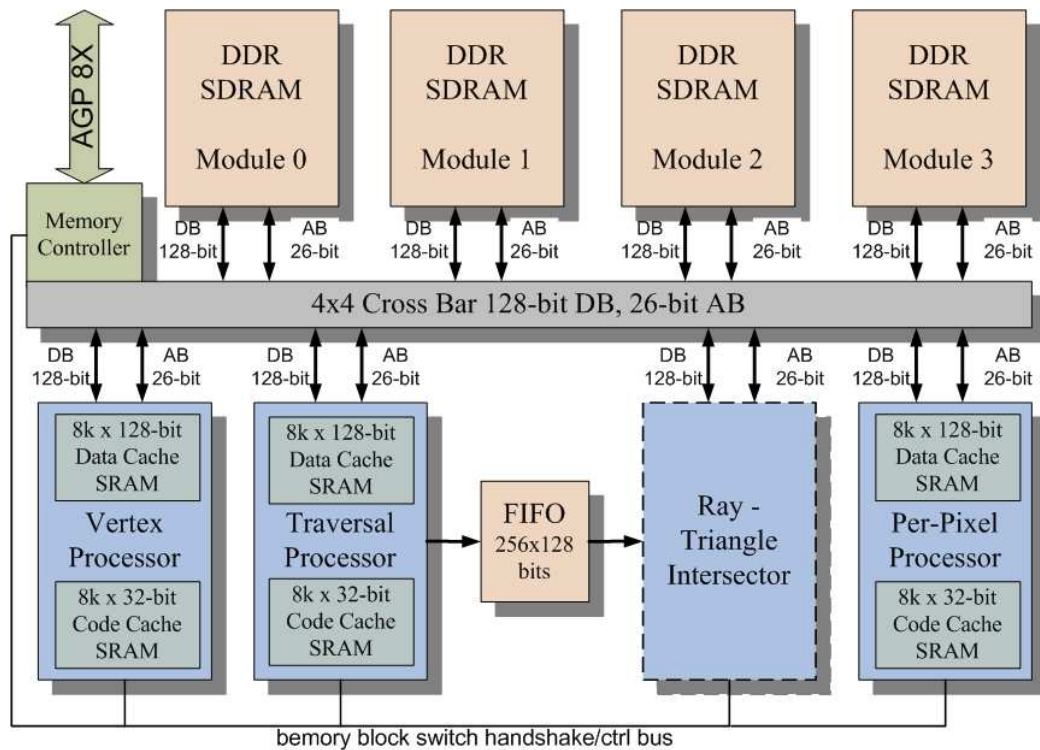 AGP 8X
DDR
SDRAM
Module 0
DDR
SDRAM
Module 1
DDR
SDRAM
Module 2
DDR
SDRAM
Module 3
Memory
Controller
DB
128-bit
AB
26-bit
DB
128-bit
AB
26-bit
DB
128-bit
AB
26-bit
DB
128-bit
AB
26-bit
4x4 Cross Bar 128-bit DB, 26-bit AB
DB
128-bit
AB
26-bit
DB
128-bit
AB
26-bit
DB
128-bit
AB
26-bit
DB
128-bit
AB
26-bit
8k x 128-bit
Data Cache
SRAM
Vertex
Processor
8k x 32-bit
Code Cache
SRAM
8k x 128-bit
Data Cache
SRAM
Traversal
Processor
8k x 32-bit
Code Cache
SRAM
FIFO
256x128
bits
Ray -
Triangle
Intersector
8k x 128-bit
Data Cache
SRAM
Per-Pixel
Processor
8k x 32-bit
Code Cache
SRAM
bemory block switch handshake/ctrl bus